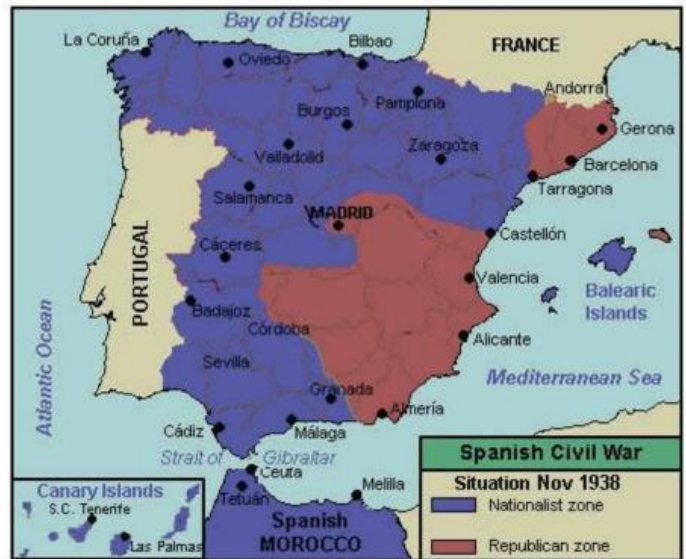 Bay of Biscay
La Coruña
Oviedo
Bilbao
FRANCE
Andorra
Pamplona
Burgos
Gerona
Valladolid
Zaragoza
Barcelona
Salamanca
Tarragona
MADRID
Castellón
Cáceres
PORTUGAL
Valencia
Balearic
Islands
Badajoz
Córdoba
Alicante
Atlantic Ocean
Sevilla
Mediterranean Sea
Granada
Almería
Cádiz
Málaga
Strait of Gibraltar
Ceuta
Tetuán
Melilla
Spanish
MOROCCO
Canary Islands
S.C. Tenerife
Las Palmas
Spanish Civil War
Situation Nov 1938
Nationalist zone
Republican zone